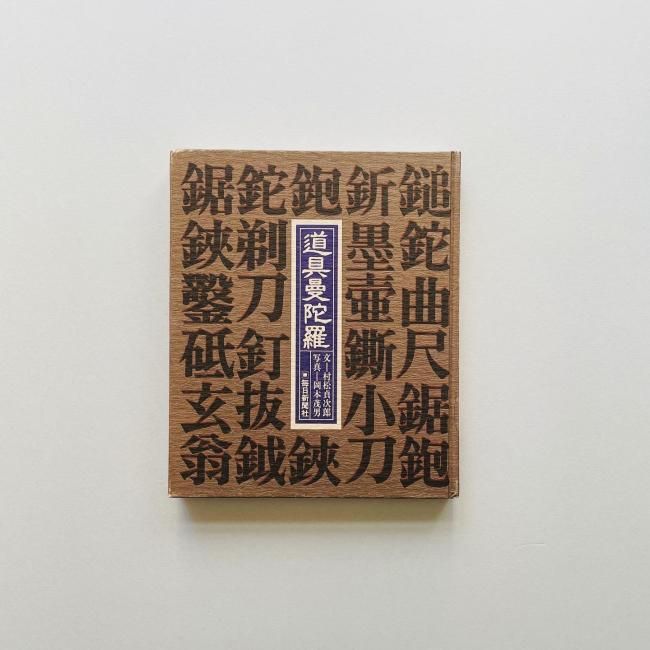 鎚鉈曲尺鋸鉋
釿墨壺鐁小刀
鉋
道具曼陀羅
文―村松貞次郎
写真―岡本茂男
■毎日新聞社
鋏
鉈剃刀釘抜鉞
鋸鋏鑿砥玄翁